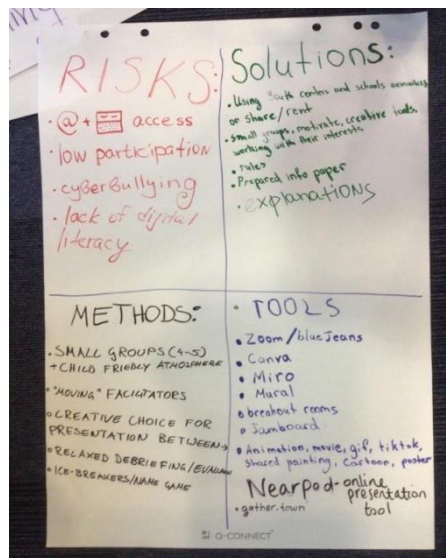 RISKS:
• @ + access
• low participation
• cyberbullying
• lack of digital
literacy
Solutions:
• Using Youth centers and schools
or share/rent
• small groups, motivate, creative tools,
working with their interests
• rules
• Prepared info paper
• explanations
METHODS:
• SMALL GROUPS (4-5)
+ CHILD FRIEDLY ATMOSPHERE
• "MOVING" FACILITATORS
• CREATIVE CHOICE FOR
PRESENTATION BETWEEN →
• RELAXED DEBRIEFING/
• ICE-BREAKERS/NAME GAME
• TOOLS
• Zoom/blueJeans
• Canva
• Miro
• Mural
• breakout rooms
• Jamboard
• Animation, movie, gif, tiktok,
shared painting, cartoon, poster
Nearpod-online
presentation
tool
• gather.town
Q-CONNECT